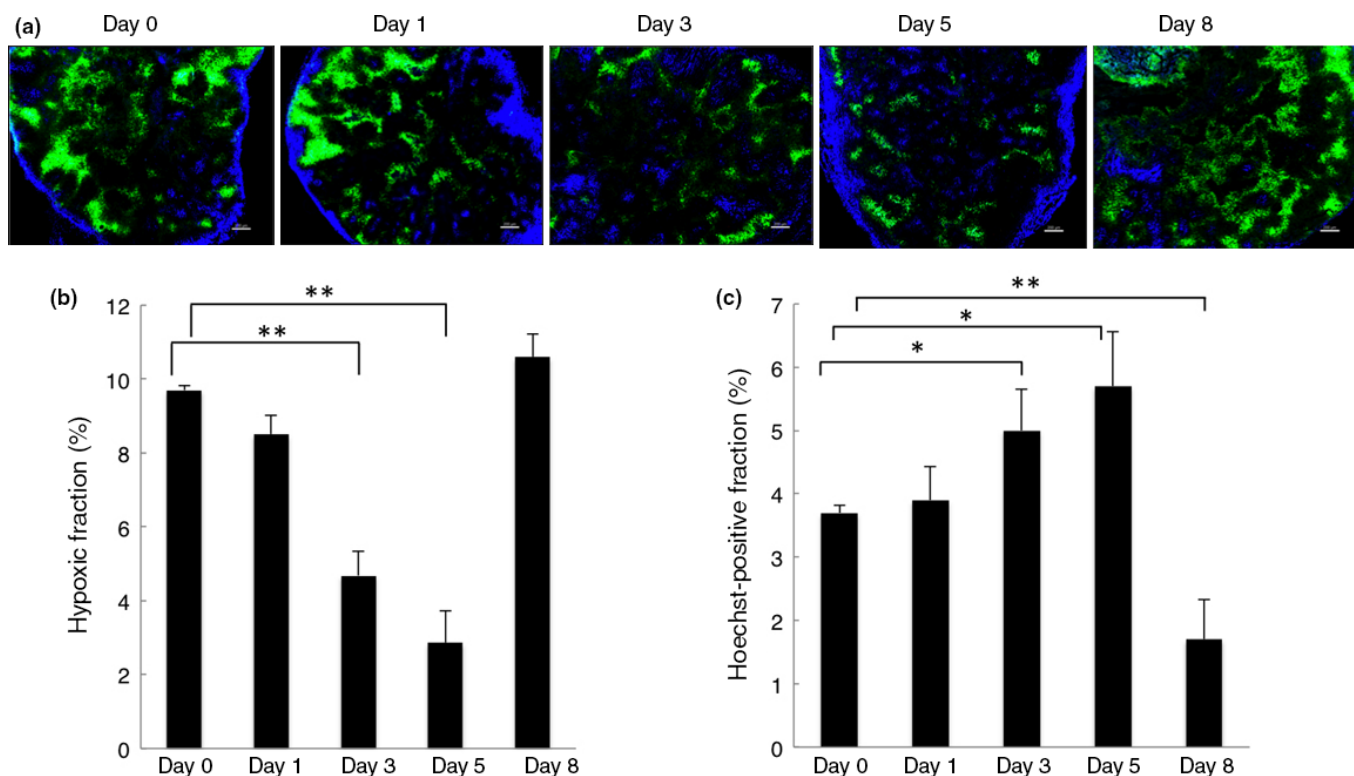 (a) Day 0 Day 1 Day 3 Day 5 Day 8
(b)
12
10
8
6
4
2
0
Hypoxic fraction (%)
**
**
Day 0 Day 1 Day 3 Day 5 Day 8
(c)
7
6
5
4
3
2
1
0
Hoechst-positive fraction (%)
**
*
*
Day 0 Day 1 Day 3 Day 5 Day 8